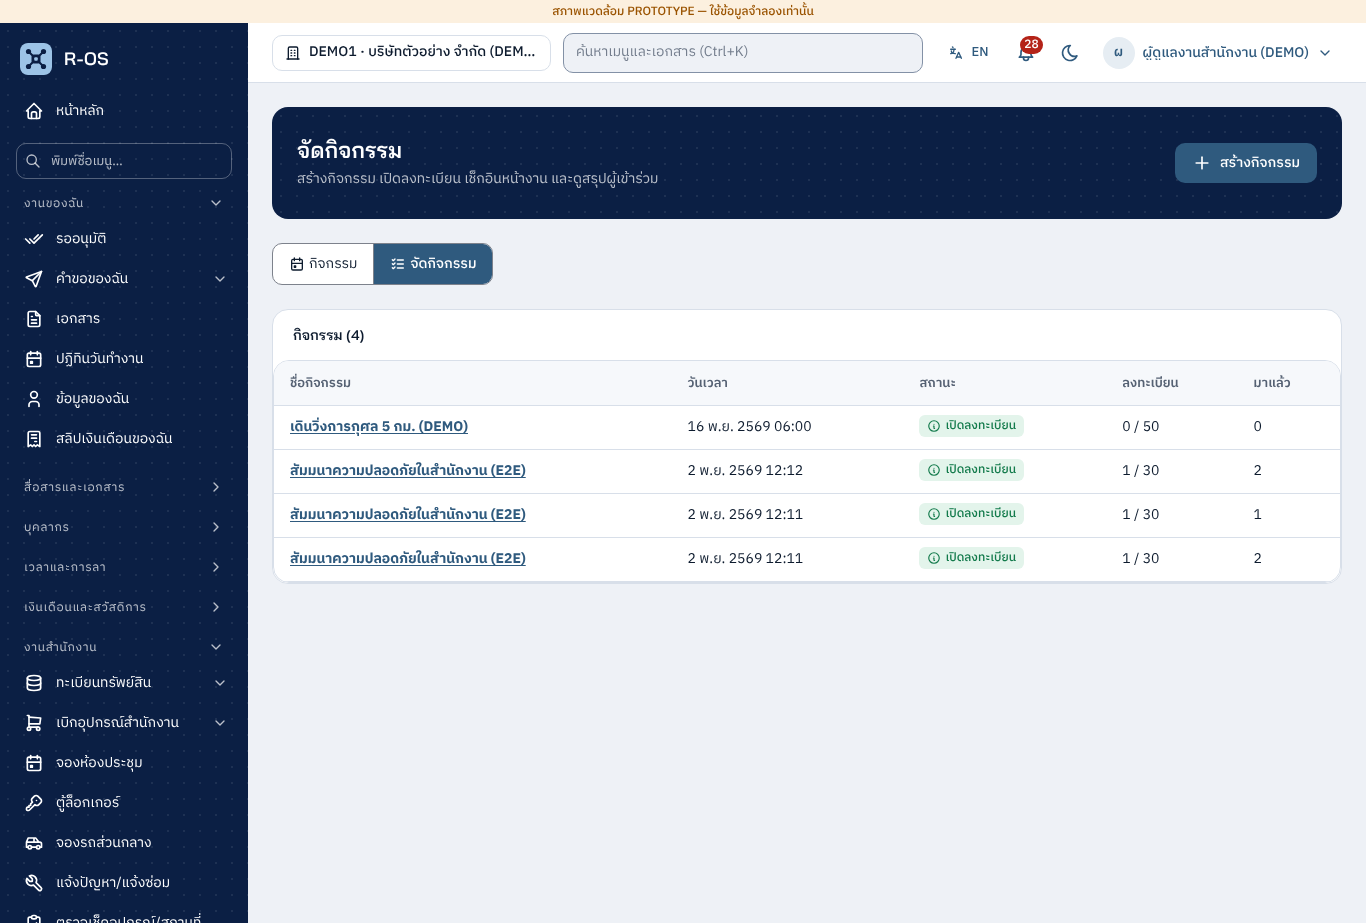 สภาพแวดล้อม PROTOTYPE — ใช้ข้อมูลจำลองเท่านั้น
R-OS
DEMO1 · บริษัทตัวอย่าง จำกัด (DEM...
ค้นหาเมนูและเอกสาร (Ctrl+K)
EN
28
ผ
ผู้ดูแลงานสำนักงาน (DEMO)
หน้าหลัก
พิมพ์ชื่อเมนู...
งานของฉัน
รออนุมัติ
คำขอของฉัน
เอกสาร
ปฏิทินวันทำงาน
ข้อมูลของฉัน
สลิปเงินเดือนของฉัน
สื่อสารและเอกสาร
บุคลากร
เวลาและการลา
เงินเดือนและสวัสดิการ
งานสำนักงาน
ทะเบียนทรัพย์สิน
เบิกอุปกรณ์สำนักงาน
จองห้องประชุม
ตู้ล็อกเกอร์
จองรถส่วนกลาง
แจ้งปัญหา/แจ้งซ่อม
ตรวจเช็คอุปกรณ์/สถานที่
จัดกิจกรรม
สร้างกิจกรรม เปิดลงทะเบียน เช็กอินหน้างาน และดูสรุปผู้เข้าร่วม
สร้างกิจกรรม
กิจกรรม
จัดกิจกรรม
กิจกรรม (4)
ชื่อกิจกรรม วันเวลา สถานะ ลงทะเบียน มาแล้ว
เดินวิ่งการกุศล 5 กม. (DEMO) 16 พ.ย. 2569 06:00 เปิดลงทะเบียน 0 / 50 0
สัมมนาความปลอดภัยในสำนักงาน (E2E) 2 พ.ย. 2569 12:12 เปิดลงทะเบียน 1 / 30 2
สัมมนาความปลอดภัยในสำนักงาน (E2E) 2 พ.ย. 2569 12:11 เปิดลงทะเบียน 1 / 30 1
สัมมนาความปลอดภัยในสำนักงาน (E2E) 2 พ.ย. 2569 12:11 เปิดลงทะเบียน 1 / 30 2